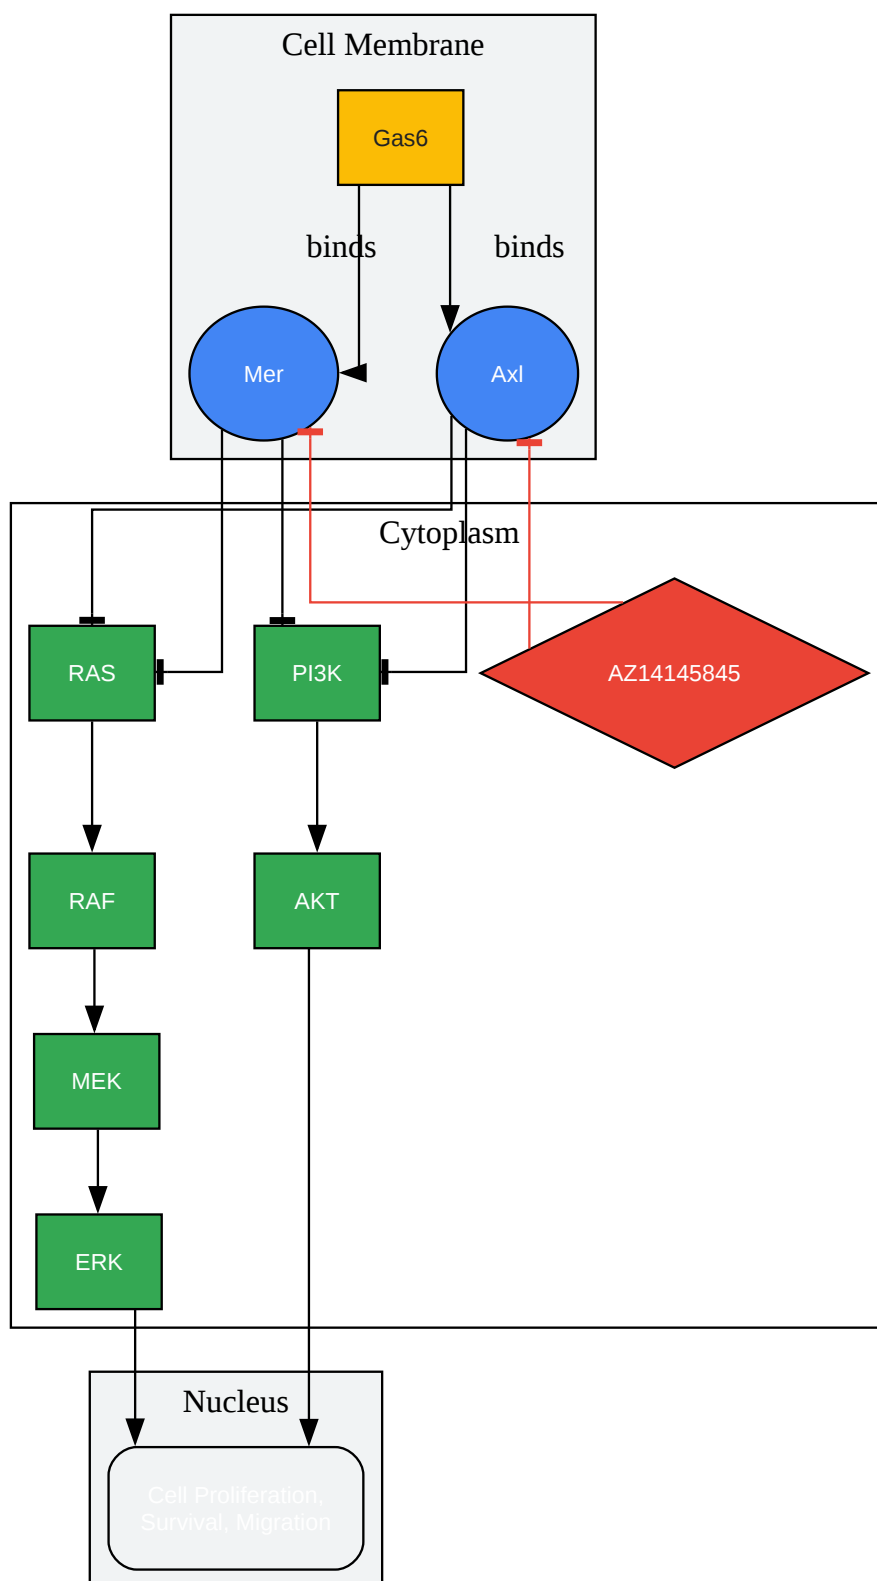 Cell Membrane
Gas6
binds
binds
Mer
Axl
Cytoplasm
RAS
PI3K
AZ14145845
RAF
AKT
MEK
ERK
Nucleus
Cell Proliferation,
Survival, Migration